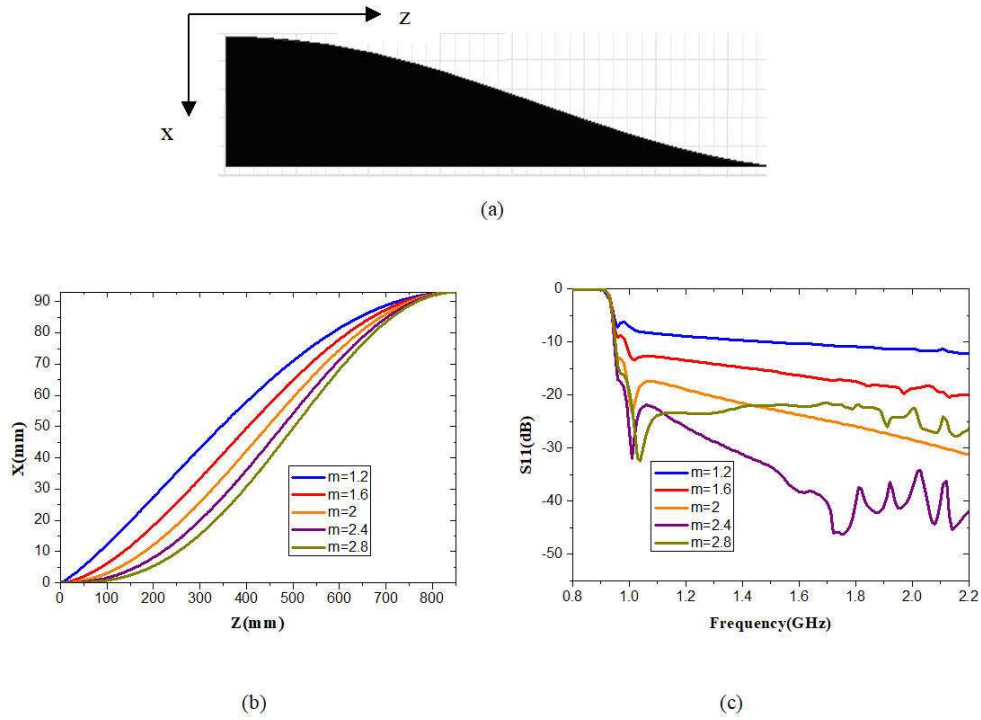 z
x
(a)
90
80
70
60
50
40
30
20
10
0
X(mm)
m=1.2
m=1.6
m=2
m=2.4
m=2.8
0 100 200 300 400 500 600 700 800
Z(mm)
(b)
0
-10
-20
-30
-40
-50
S11(dB)
m=1.2
m=1.6
m=2
m=2.4
m=2.8
0.8 1.0 1.2 1.4 1.6 1.8 2.0 2.2
Frequency(GHz)
(c)